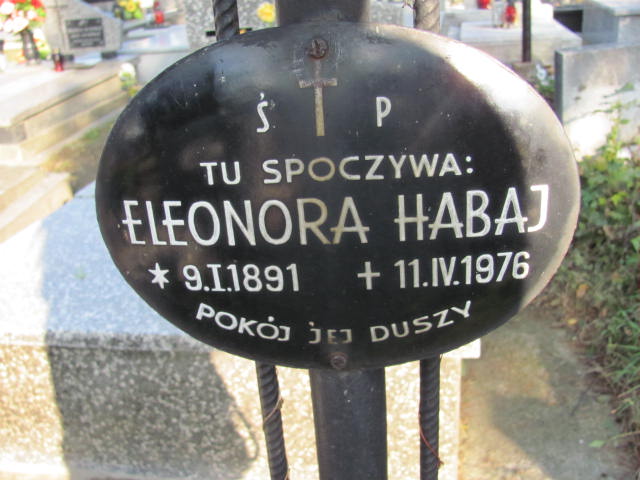 Ś P
TU SPOCZYWA:
ELEONORA HABAJ
* 9.I.1891 + 11.IV.1976
POKÓJ JEJ DUSZY